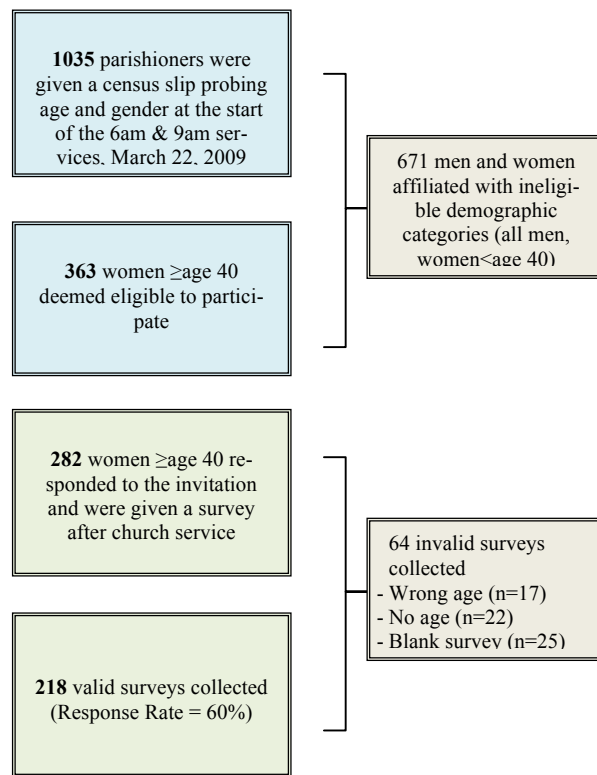 1035 parishioners were
given a census slip probing
age and gender at the start
of the 6am & 9am ser-
vices, March 22, 2009
671 men and women
affiliated with ineligi-
ble demographic
categories (all men,
women<age 40)
363 women ≥age 40
deemed eligible to partici-
pate
282 women ≥age 40 re-
sponded to the invitation
and were given a survey
after church service
64 invalid surveys
collected
- Wrong age (n=17)
- No age (n=22)
- Blank survey (n=25)
218 valid surveys collected
(Response Rate = 60%)